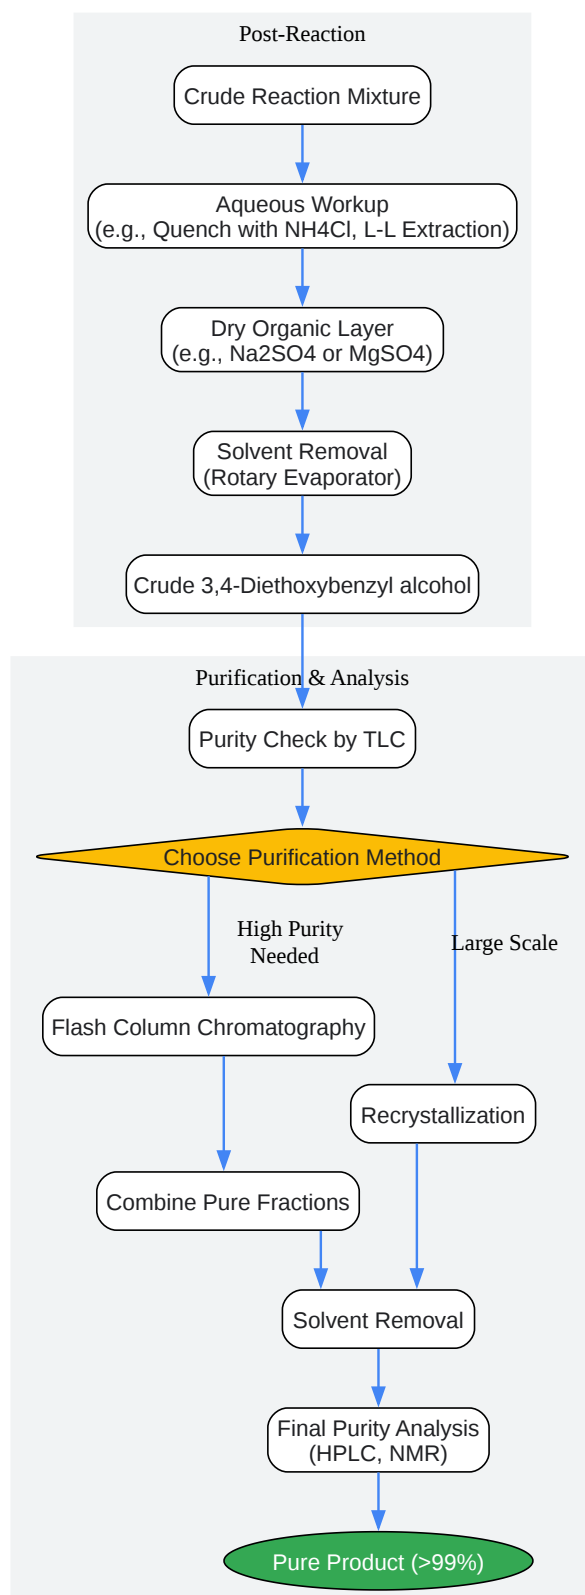 Post-Reaction
Crude Reaction Mixture
Aqueous Workup
(e.g., Quench with NH4Cl, L-L Extraction)
Dry Organic Layer
(e.g., Na2SO4 or MgSO4)
Solvent Removal
(Rotary Evaporator)
Crude 3,4-Diethoxybenzyl alcohol
Purification & Analysis
Purity Check by TLC
Choose Purification Method
High Purity
Needed
Large Scale
Flash Column Chromatography
Recrystallization
Combine Pure Fractions
Solvent Removal
Final Purity Analysis
(HPLC, NMR)
Pure Product (>99%)